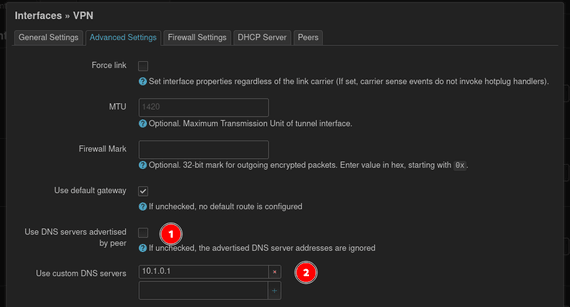 Interfaces » VPN
General Settings Advanced Settings Firewall Settings DHCP Server Peers
Force link
Set interface properties regardless of the link carrier (If set, carrier sense events do not invoke hotplug handlers).
MTU 1420
Optional. Maximum Transmission Unit of tunnel interface.
Firewall Mark
Optional. 32-bit mark for outgoing encrypted packets. Enter value in hex, starting with 0x.
Use default gateway
If unchecked, no default route is configured
Use DNS servers advertised
by peer
1
If unchecked, the advertised DNS server addresses are ignored
Use custom DNS servers 10.1.0.1 × 2
+